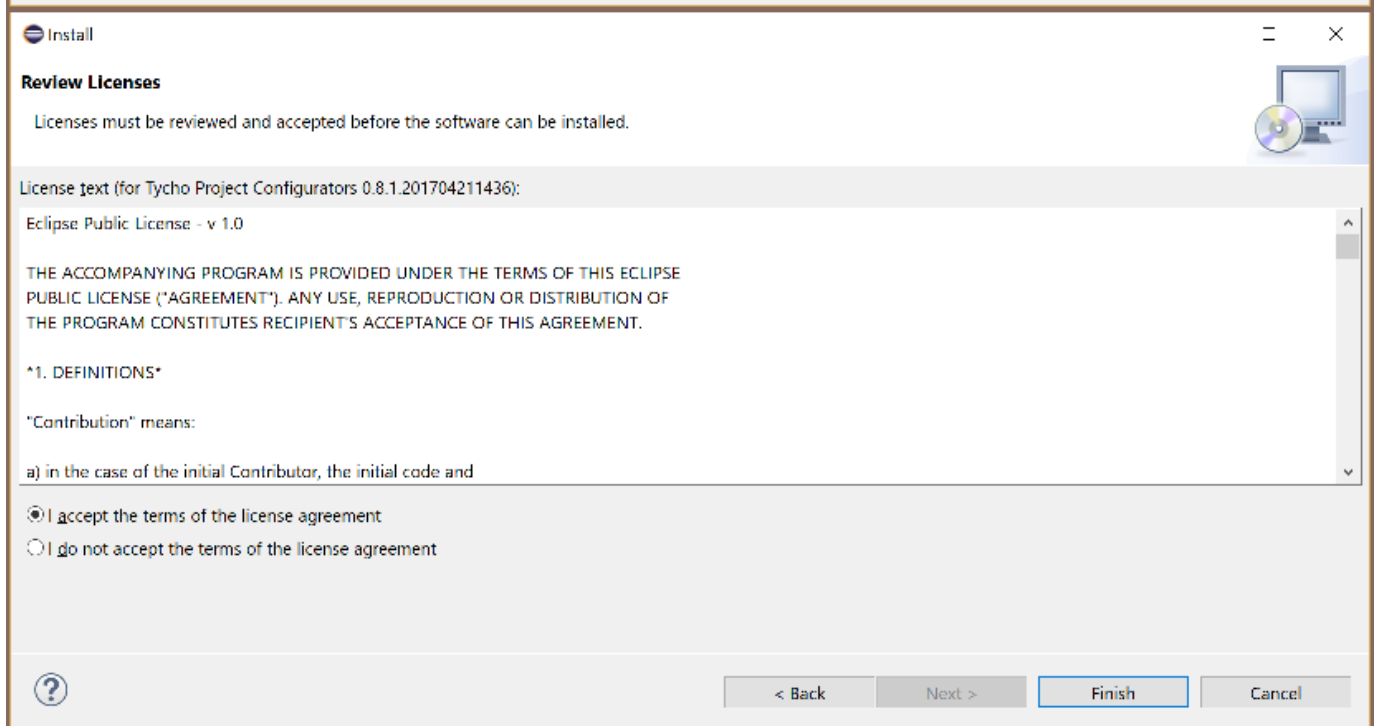 Install
Review Licenses
Licenses must be reviewed and accepted before the software can be installed.
License text (for Tycho Project Configurators 0.8.1.201704211436):
Eclipse Public License - v 1.0
THE ACCOMPANYING PROGRAM IS PROVIDED UNDER THE TERMS OF THIS ECLIPSE
PUBLIC LICENSE ("AGREEMENT"). ANY USE, REPRODUCTION OR DISTRIBUTION OF
THE PROGRAM CONSTITUTES RECIPIENT'S ACCEPTANCE OF THIS AGREEMENT.
*1. DEFINITIONS*
"Contribution" means:
a) in the case of the initial Contributor, the initial code and
I accept the terms of the license agreement
I do not accept the terms of the license agreement
?
< Back
Next >
Finish
Cancel